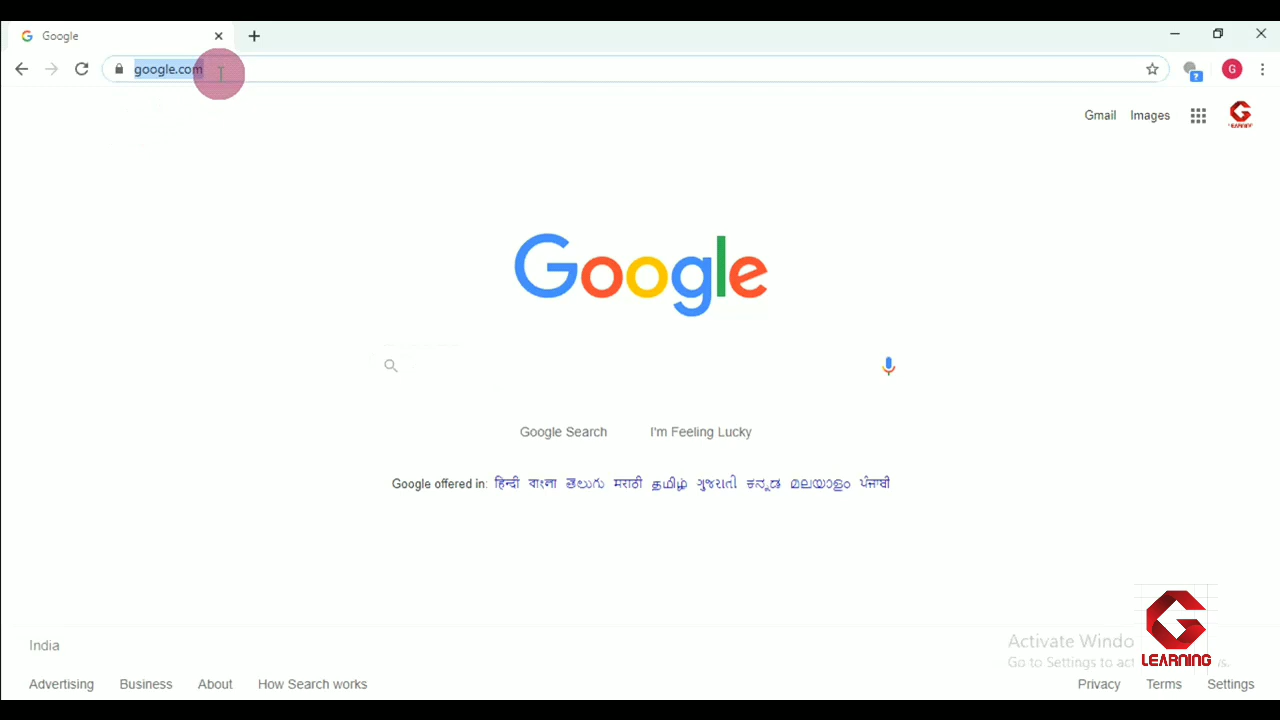 Google
google.com
G
Gmail Images
LEARNING
Google
Google Search I'm Feeling Lucky
Google offered in: हिन्दी বাংলা తెలుగు मराठी தமிழ் ગુજરાતી ಕನ್ನಡ മലയാളം ਪੰਜਾਬੀ
India
Activate Windo
Go to Settings to act
LEARNING
Advertising Business About How Search works Privacy Terms Settings